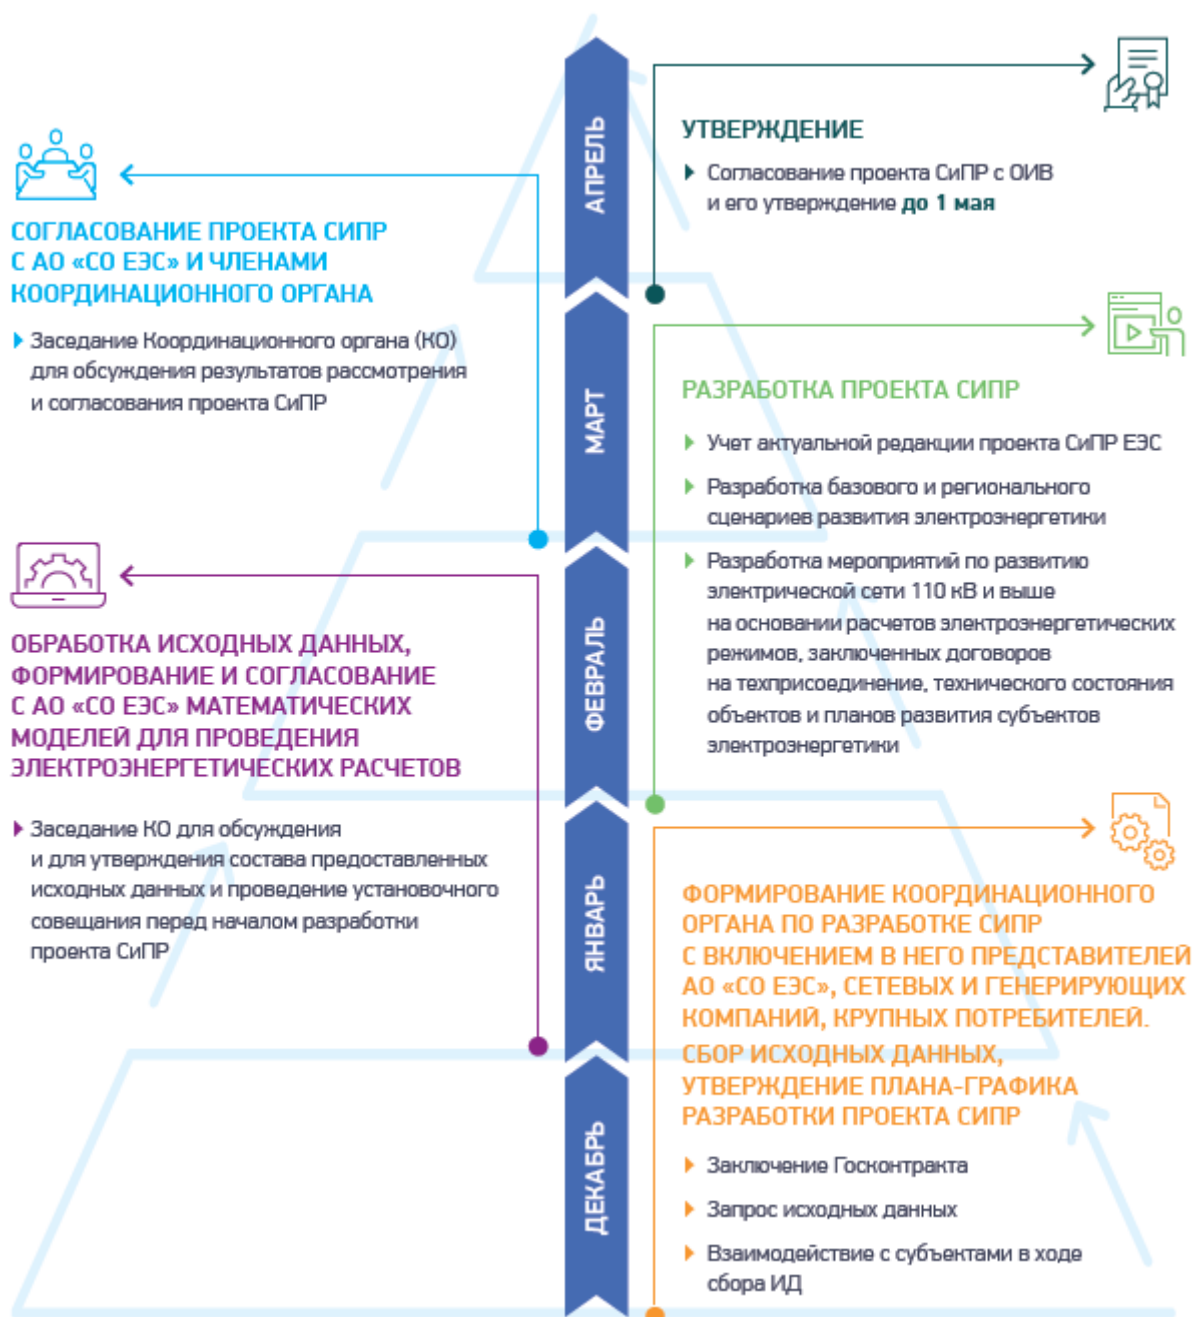 АПРЕЛЬ
УТВЕРЖДЕНИЕ
Согласование проекта СиПР с ОИВ
и его утверждение до 1 мая
СОГЛАСОВАНИЕ ПРОЕКТА СИПР
С АО «СО ЕЭС» И ЧЛЕНАМИ
КООРДИНАЦИОННОГО ОРГАНА
Заседание Координационного органа (КО)
для обсуждения результатов рассмотрения
и согласования проекта СиПР
МАРТ
РАЗРАБОТКА ПРОЕКТА СИПР
Учет актуальной редакции проекта СиПР ЕЭС
Разработка базового и регионального
сценариев развития электроэнергетики
Разработка мероприятий по развитию
электрической сети 110 кВ и выше
на основании расчетов электроэнергетических
режимов, заключенных договоров
на техприсоединение, технического состояния
объектов и планов развития субъектов
электроэнергетики
ФЕВРАЛЬ
ОБРАБОТКА ИСХОДНЫХ ДАННЫХ,
ФОРМИРОВАНИЕ И СОГЛАСОВАНИЕ
С АО «СО ЕЭС» МАТЕМАТИЧЕСКИХ
МОДЕЛЕЙ ДЛЯ ПРОВЕДЕНИЯ
ЭЛЕКТРОЭНЕРГЕТИЧЕСКИХ РАСЧЕТОВ
Заседание КО для обсуждения
и для утверждения состава предоставленных
исходных данных и проведение установочного
совещания перед началом разработки
проекта СиПР
ЯНВАРЬ
ФОРМИРОВАНИЕ КООРДИНАЦИОННОГО
ОРГАНА ПО РАЗРАБОТКЕ СИПР
С ВКЛЮЧЕНИЕМ В НЕГО ПРЕДСТАВИТЕЛЕЙ
АО «СО ЕЭС», СЕТЕВЫХ И ГЕНЕРИРУЮЩИХ
КОМПАНИЙ, КРУПНЫХ ПОТРЕБИТЕЛЕЙ.
СБОР ИСХОДНЫХ ДАННЫХ,
УТВЕРЖДЕНИЕ ПЛАНА-ГРАФИКА
РАЗРАБОТКИ ПРОЕКТА СИПР
ДЕКАБРЬ
Заключение Госконтракта
Запрос исходных данных
Взаимодействие с субъектами в ходе
сбора ИД